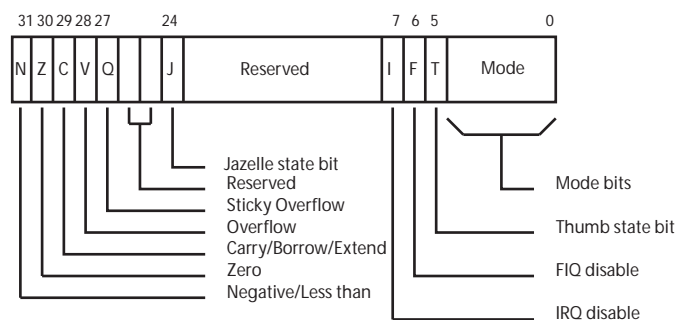 31 30 29 28 27 24 7 6 5 0
N Z C V Q J Reserved I F T Mode
Jazelle state bit
Reserved
Sticky Overflow
Overflow
Carry/Borrow/Extend
Zero
Negative/Less than
Mode bits
Thumb state bit
FIQ disable
IRQ disable